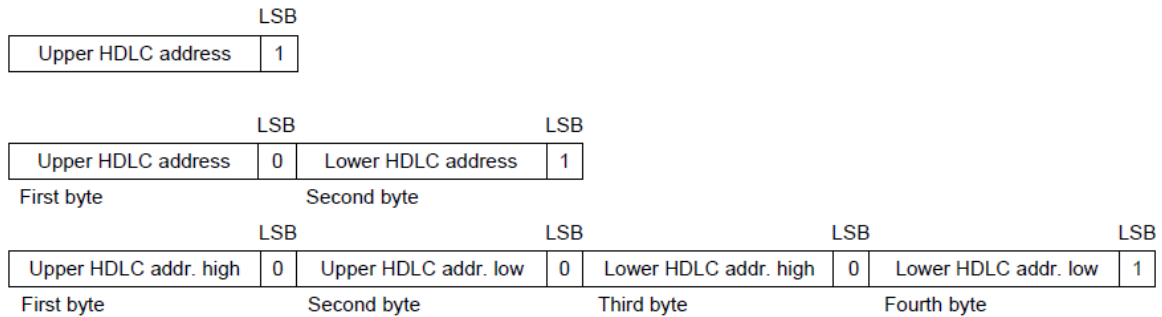 LSB
Upper HDLC address 1
LSB LSB
Upper HDLC address 0 Lower HDLC address 1
First byte Second byte
LSB LSB LSB LSB
Upper HDLC addr. high 0 Upper HDLC addr. low 0 Lower HDLC addr. high 0 Lower HDLC addr. low 1
First byte Second byte Third byte Fourth byte